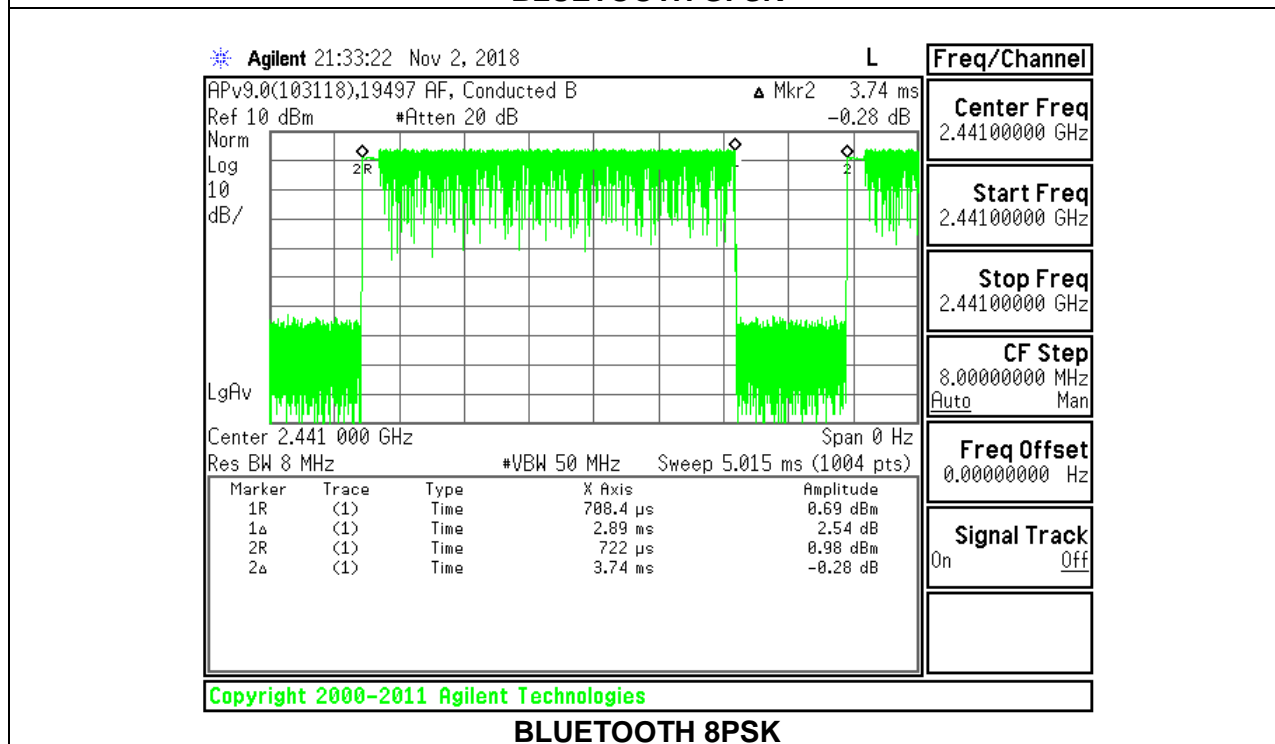 Agilent 21:33:22 Nov 2, 2018 L
APv9.0(103118),19497 AF, Conducted B Δ Mkr2 3.74 ms
Ref 10 dBm #Atten 20 dB -0.28 dB
Norm
Log
10
dB/
2R
2
LgAv
Center 2.441 000 GHz Span 0 Hz
Res BW 8 MHz #VBW 50 MHz Sweep 5.015 ms (1004 pts)
Marker Trace Type X Axis Amplitude
1R (1) Time 708.4 µs 0.69 dBm
1Δ (1) Time 2.89 ms 2.54 dB
2R (1) Time 722 µs 0.98 dBm
2Δ (1) Time 3.74 ms -0.28 dB
Freq/Channel
Center Freq
2.44100000 GHz
Start Freq
2.44100000 GHz
Stop Freq
2.44100000 GHz
CF Step
8.00000000 MHz
Auto Man
Freq Offset
0.00000000 Hz
Signal Track
On Off
Copyright 2000-2011 Agilent Technologies
BLUETOOTH 8PSK